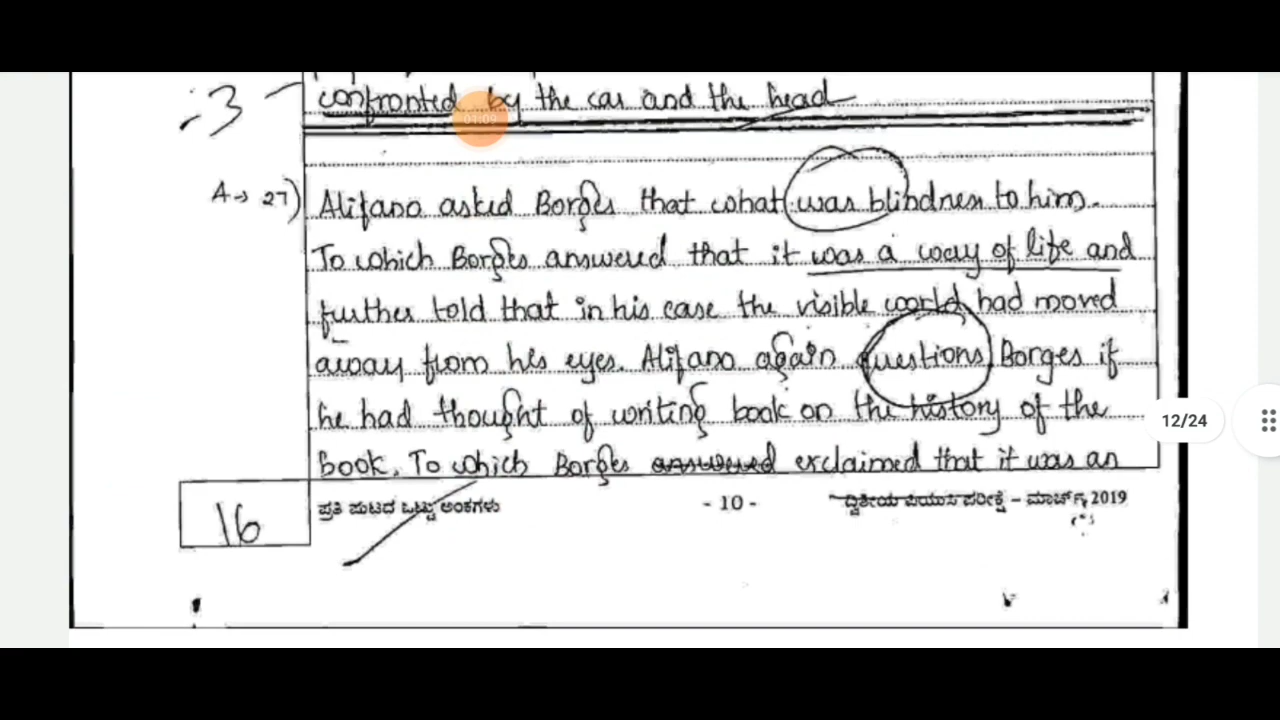 confronted by the car and the head
:3
01:09
A→ 27) Alifano asked Borges that what was blindness to him.
To which Borges answered that it was a way of life and
further told that in his case the visible world had moved
away from his eyes. Alifano again questions Borges if
he had thought of writing book on the history of the
12/24
book. To which Borges answered exclaimed that it was an
16
ಪ್ರತಿ ಪುಟದ ಒಟ್ಟು ಅಂಕಗಳು - 10 - ದ್ವಿತೀಯ ಪಿಯುಸಿ ಪರೀಕ್ಷೆ – ಮಾರ್ಚ್ 2019